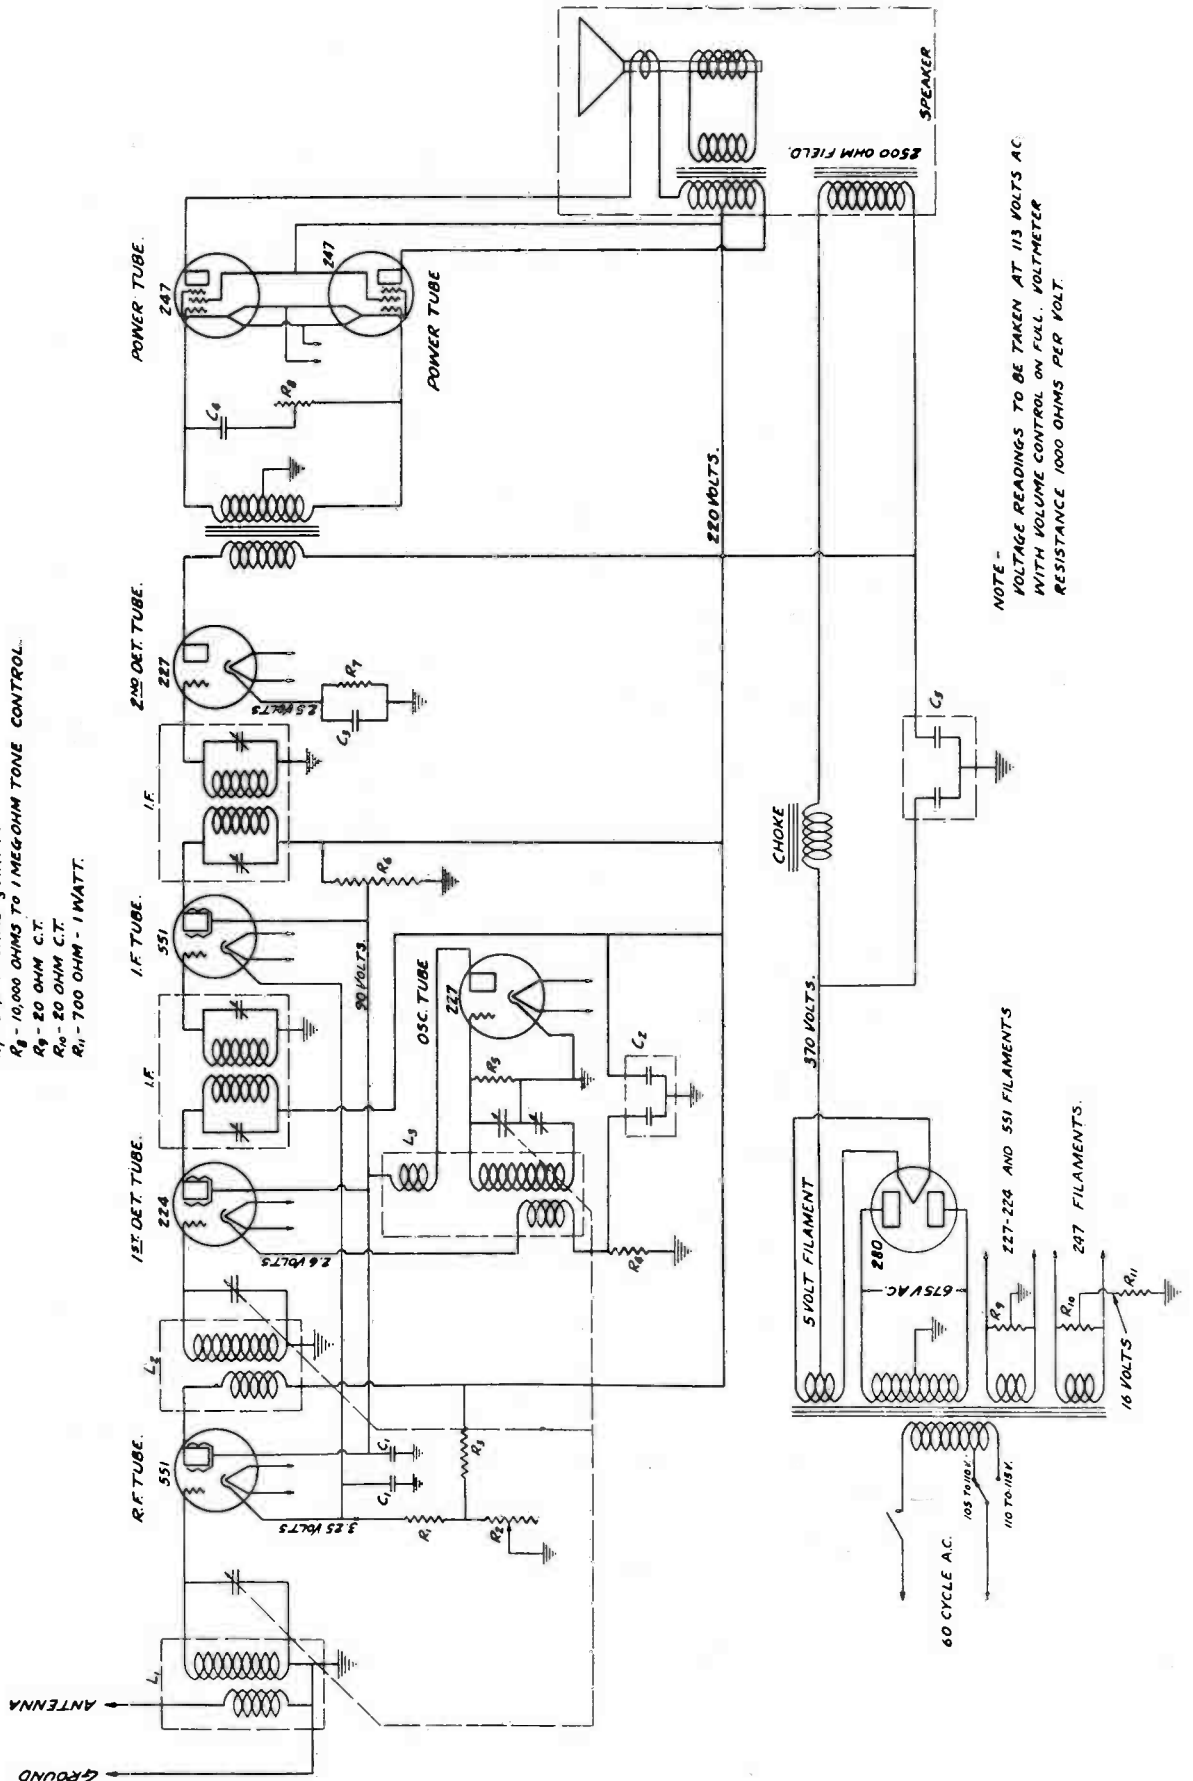 R8 - 10,000 OHMS TO 1 MEGOHM TONE CONTROL.
R9 - 20 OHM C.T.
R10 - 20 OHM C.T.
R11 - 700 OHM - 1 WATT.
GROUND
ANTENNA
L1
R.F. TUBE.
551
3.25 VOLTS
C1
C1
R1
R2
R3
L2
1ST. DET. TUBE.
224
2.6 VOLTS
I.F.
I.F. TUBE.
551
90 VOLTS.
I.F.
R6
2ND DET. TUBE.
227
2.5 VOLTS
C3
R7
POWER TUBE.
247
C4
R8
247
POWER TUBE
OSC. TUBE
227
L3
R5
R4
C2
220 VOLTS.
2500 OHM FIELD.
SPEAKER
CHOKE
370 VOLTS.
C5
5 VOLT FILAMENT
280
675 V AC.
R9
227-224 AND 551 FILAMENTS
R10
247 FILAMENTS.
R11
16 VOLTS
60 CYCLE A.C.
105 TO 110 V.
110 TO 115 V.
NOTE -
VOLTAGE READINGS TO BE TAKEN AT 113 VOLTS AC
WITH VOLUME CONTROL ON FULL. VOLTMETER
RESISTANCE 1000 OHMS PER VOLT.